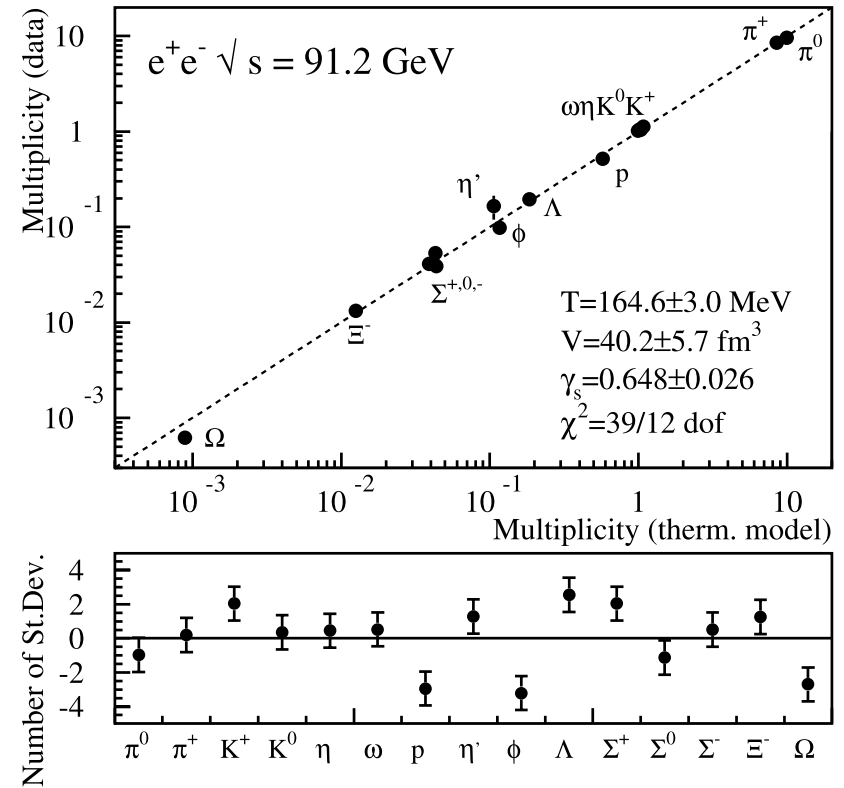 Multiplicity (data)
10
1
10 -1
10 -2
10 -3
e+e- √ s = 91.2 GeV
π+
π0
ωηK0K+
p
η’
Λ
ϕ
Σ+,0,-
Ξ-
Ω
T=164.6±3.0 MeV
V=40.2±5.7 fm3
γs=0.648±0.026
χ2=39/12 dof
10 -3 10 -2 10 -1 1 10
Multiplicity (therm. model)
Number of St.Dev.
4
2
0
-2
-4
π0 π+ K+ K0 η ω p η’ ϕ Λ Σ+ Σ0 Σ- Ξ- Ω